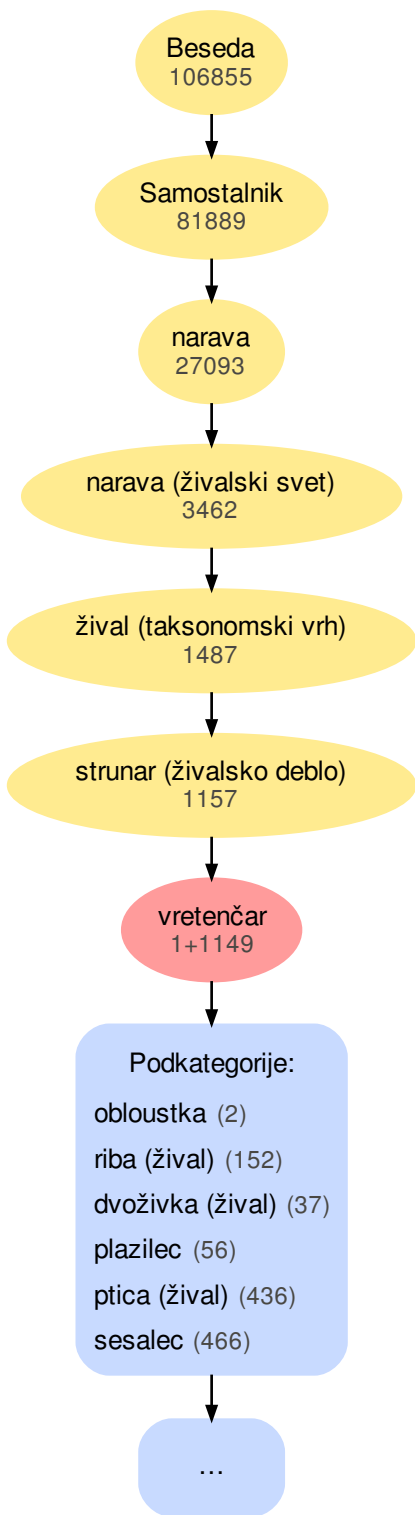 Beseda
106855
Samostalnik
81889
narava
27093
narava (živalski svet)
3462
žival (taksonomski vrh)
1487
strunar (živalsko deblo)
1157
vretenčar
1+1149
Podkategorije:
obloustka (2)
riba (žival) (152)
dvoživka (žival) (37)
plazilec (56)
ptica (žival) (436)
sesalec (466)
...